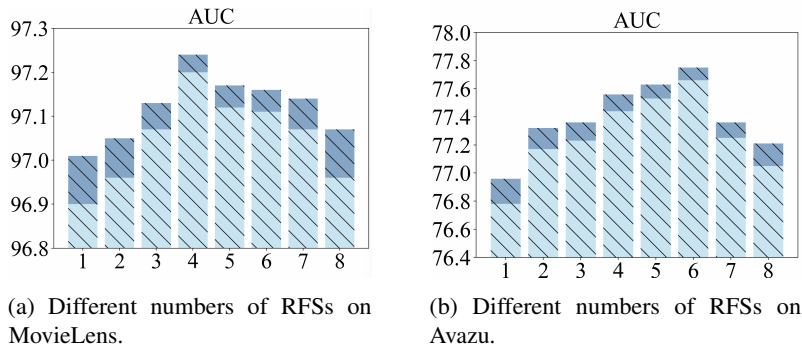 AUC
97.3
97.2
97.1
97.0
96.9
96.8
1 2 3 4 5 6 7 8
(a) Different numbers of RFSs on
MovieLens.
AUC
78.0
77.8
77.6
77.4
77.2
77.0
76.8
76.6
76.4
1 2 3 4 5 6 7 8
(b) Different numbers of RFSs on
Avazu.